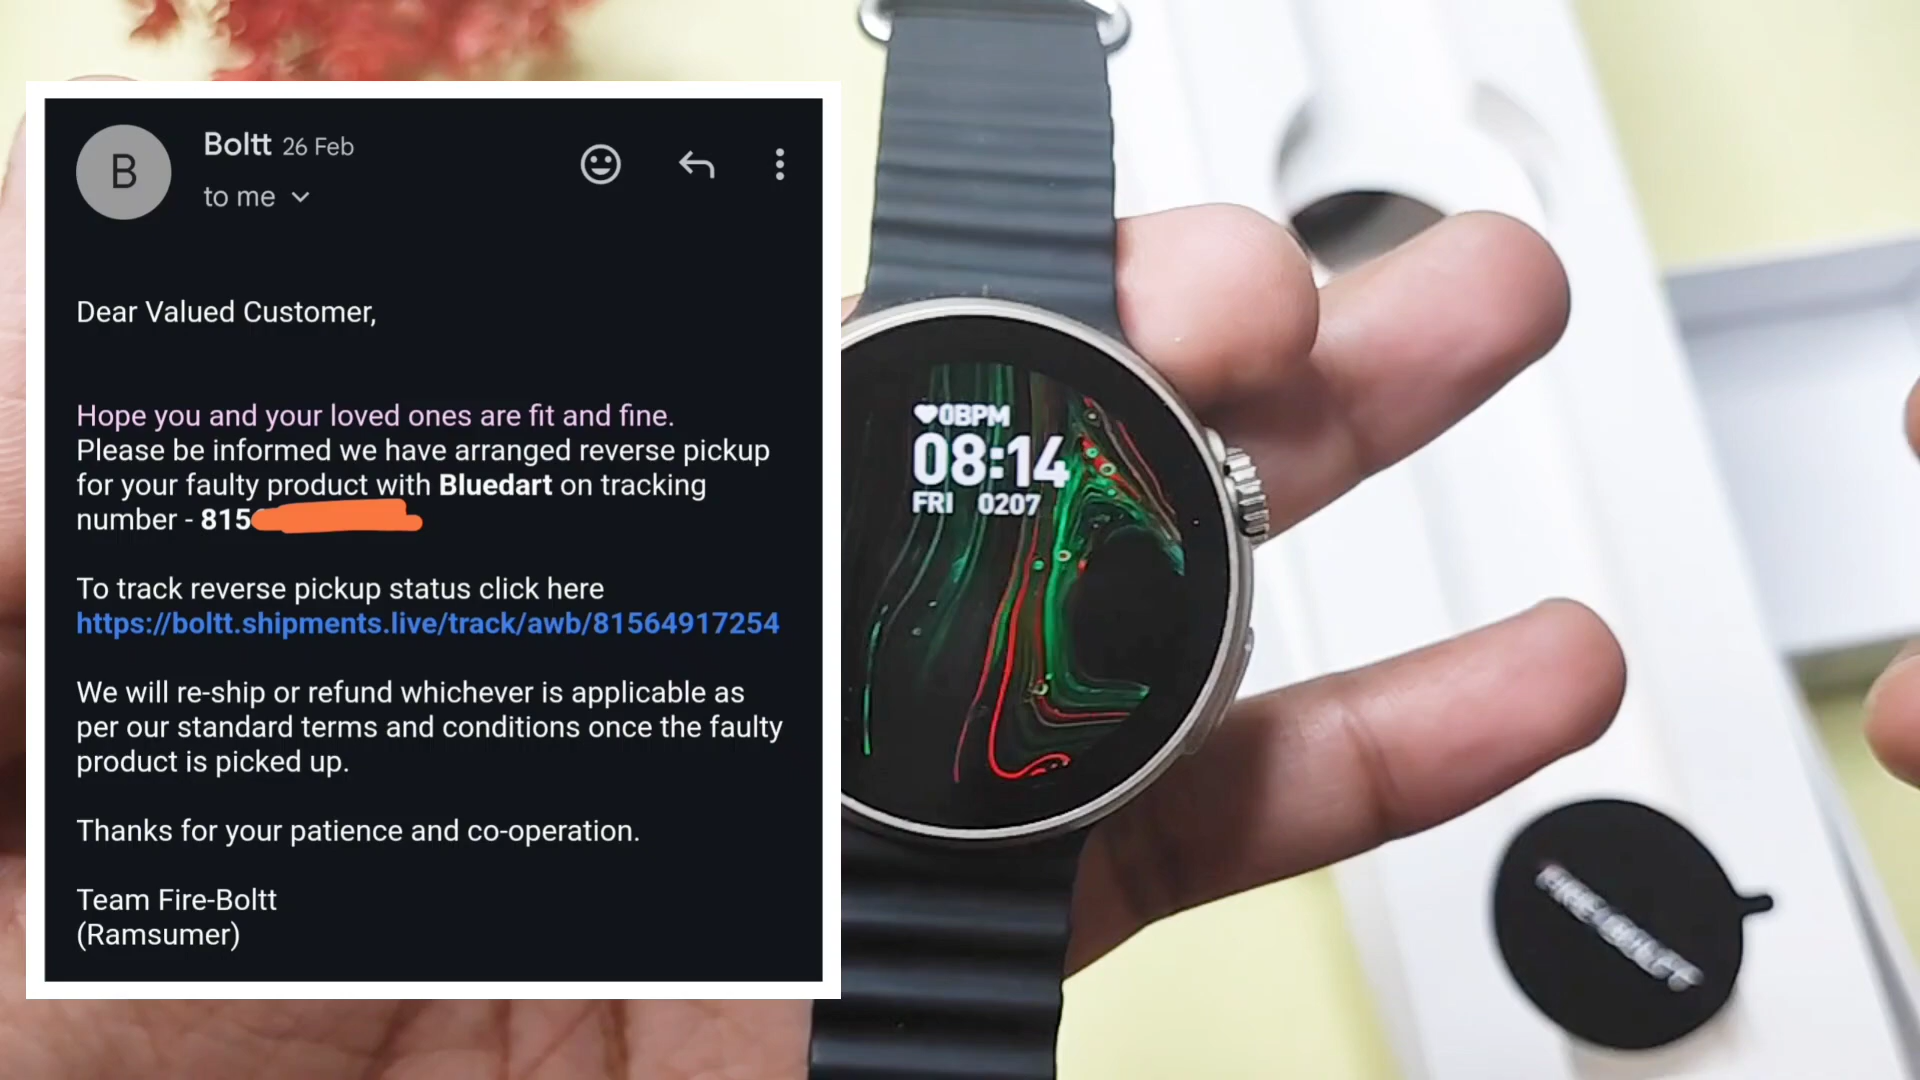 B
Boltt 26 Feb
to me
Dear Valued Customer,
Hope you and your loved ones are fit and fine.
Please be informed we have arranged reverse pickup
for your faulty product with Bluedart on tracking
number - 815
To track reverse pickup status click here
https://boltt.shipments.live/track/awb/81564917254
We will re-ship or refund whichever is applicable as
per our standard terms and conditions once the faulty
product is picked up.
Thanks for your patience and co-operation.
Team Fire-Boltt
(Ramsumer)
0BPM
08:14
FRI 0207
FIRE-BOLTT